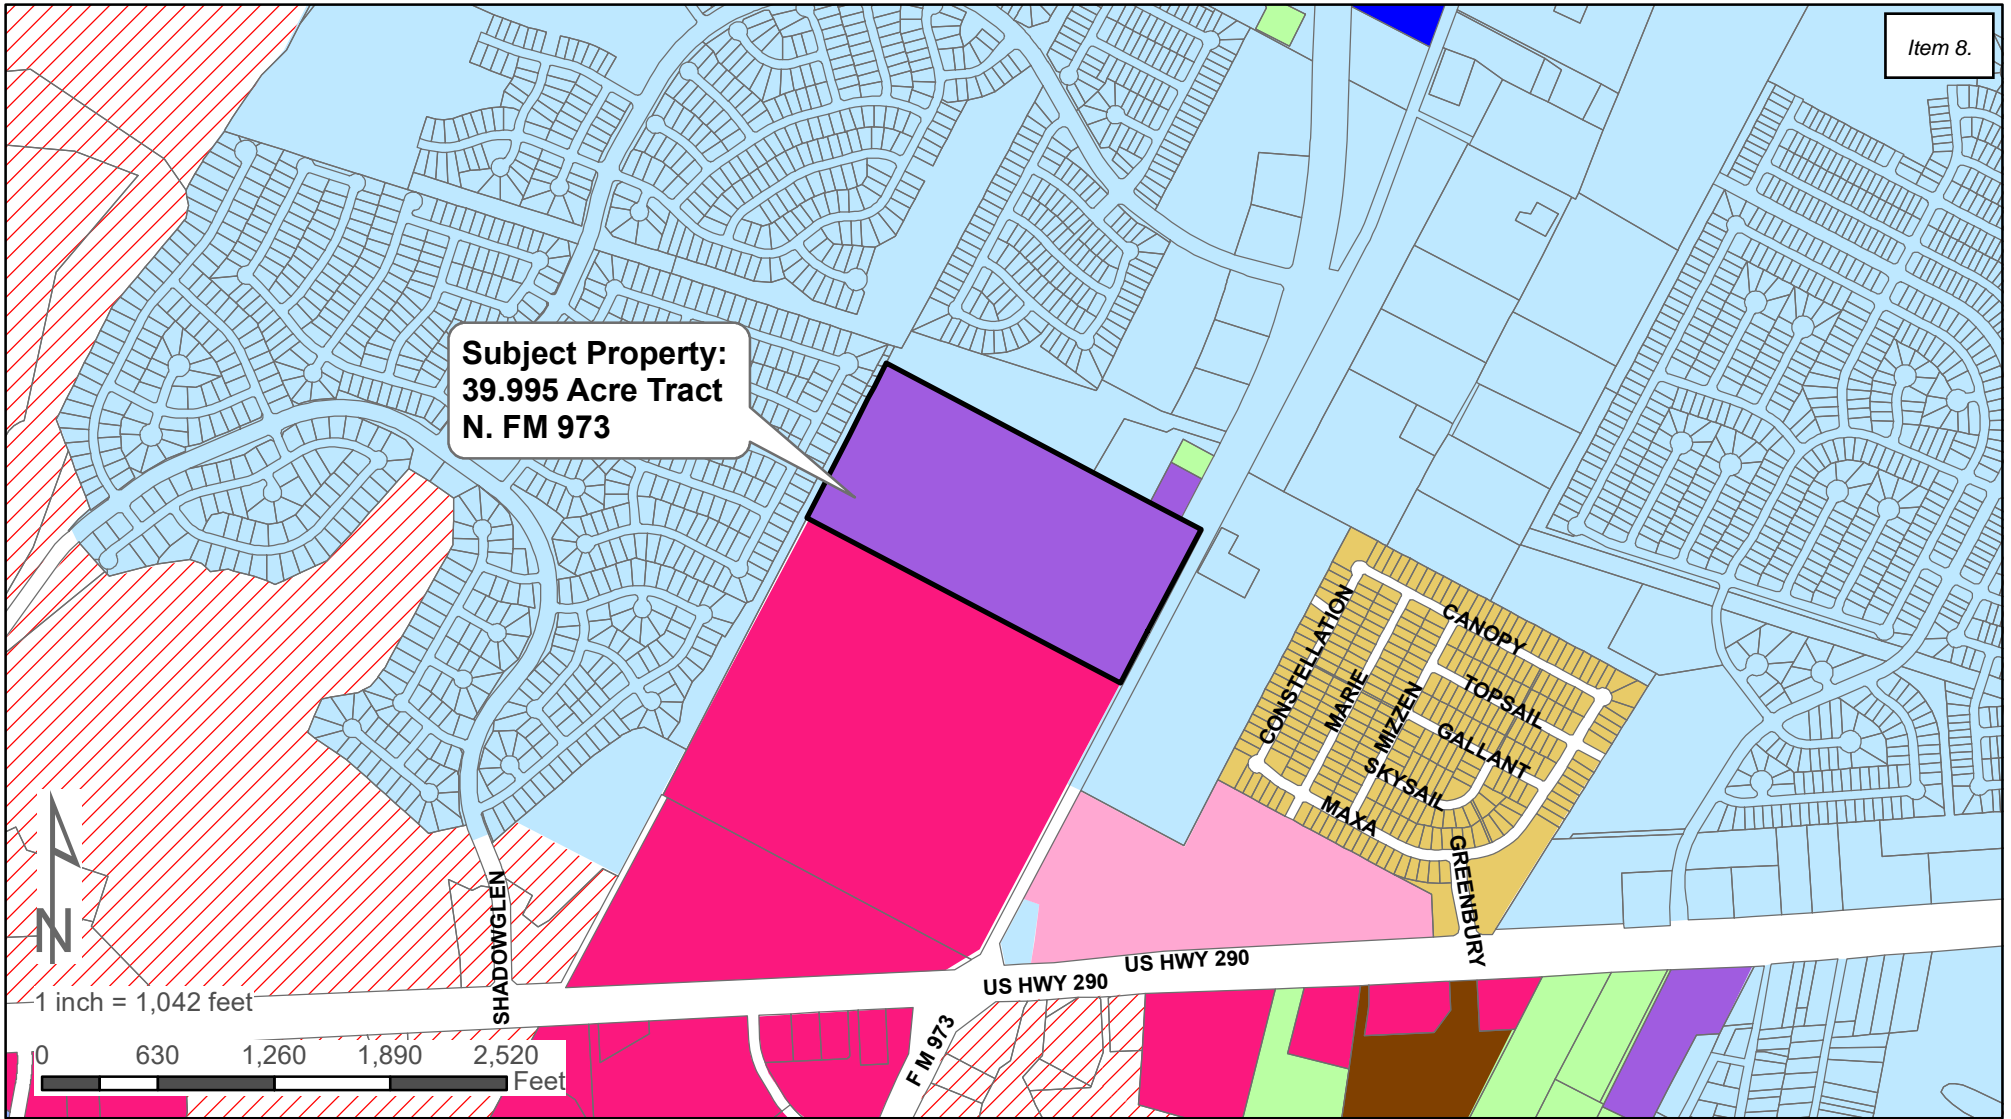 Item 8.
Subject Property:
39.995 Acre Tract
N. FM 973
CONSTELLATION
CANOPY
MARIE
MIZZEN
TOPSAIL
GALLANT
SKYSAIL
MAXA
GREENBURY
SHADOWGLEN
US HWY 290
US HWY 290
F M 973
N
1 inch = 1,042 feet
0 630 1,260 1,890 2,520
Feet